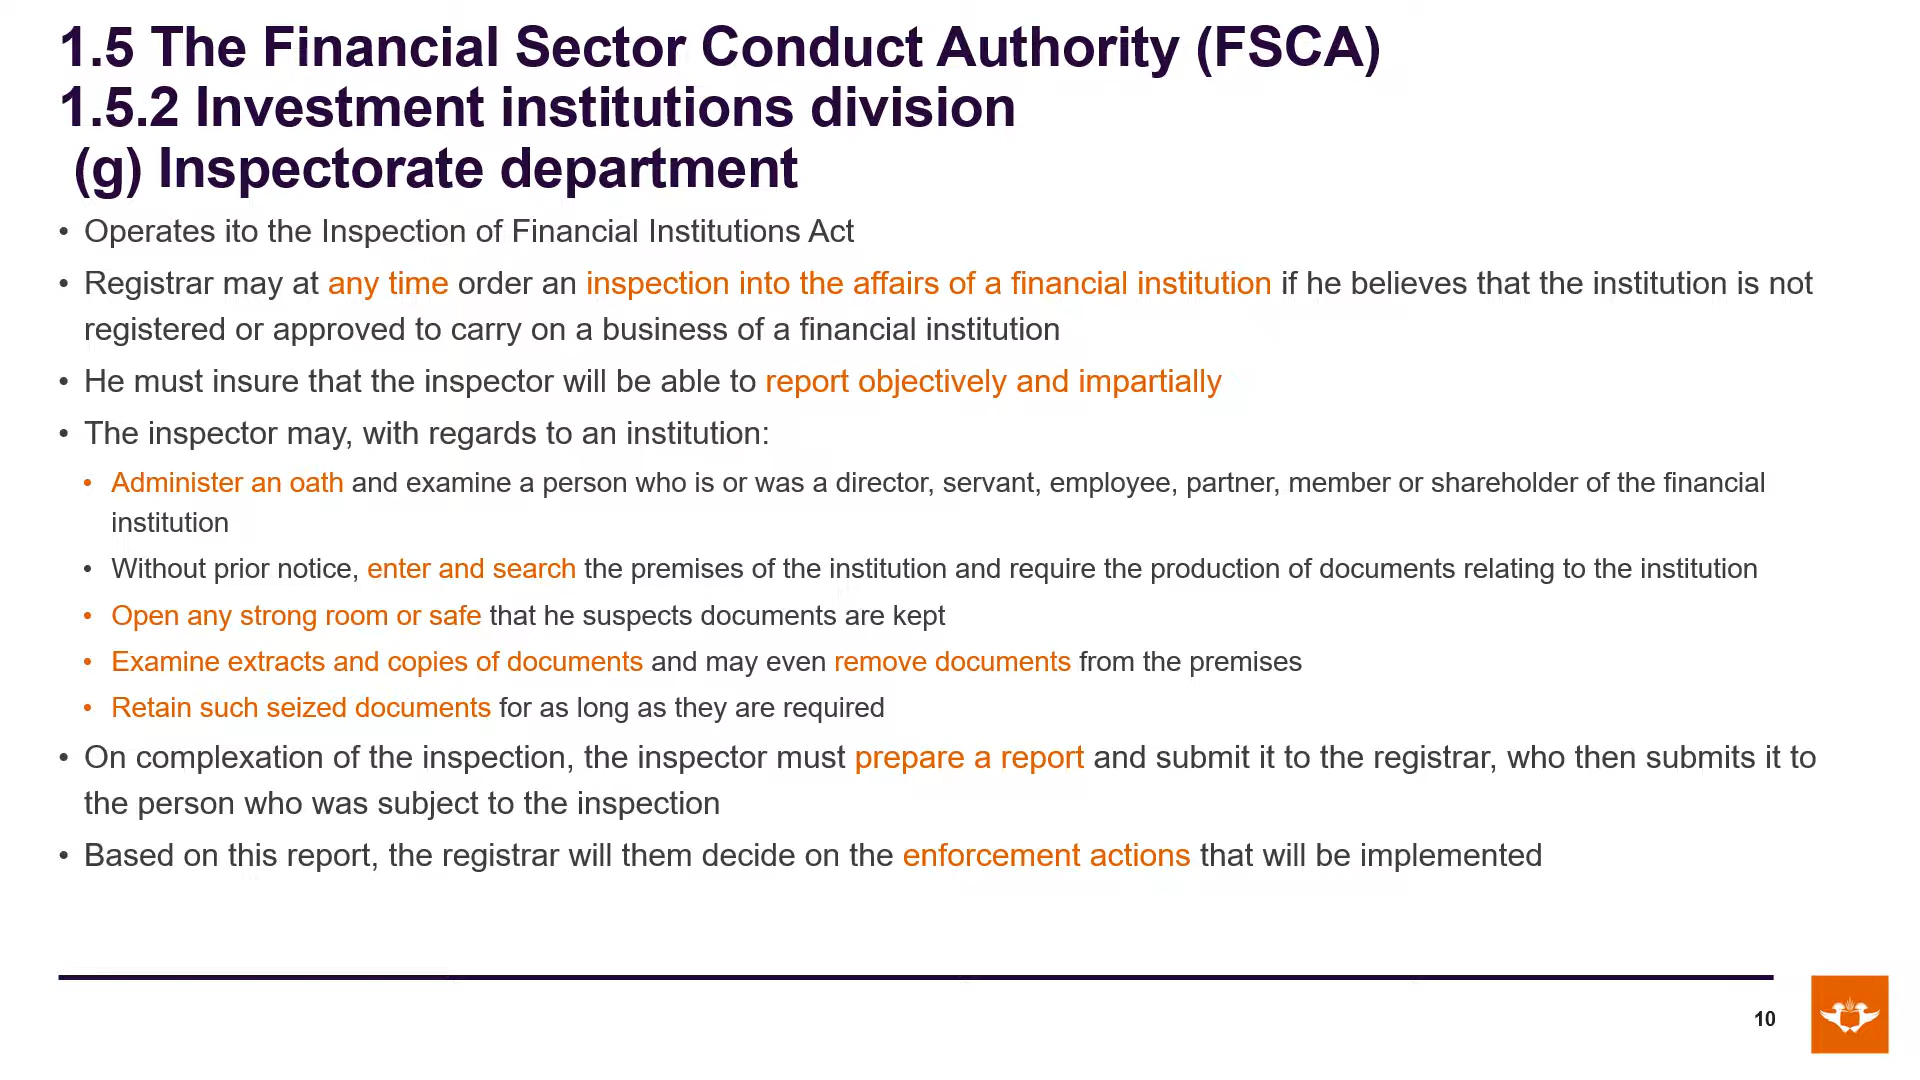 1.5 The Financial Sector Conduct Authority (FSCA)
1.5.2 Investment institutions division
(g) Inspectorate department
• Operates ito the Inspection of Financial Institutions Act
• Registrar may at any time order an inspection into the affairs of a financial institution if he believes that the institution is not
registered or approved to carry on a business of a financial institution
• He must insure that the inspector will be able to report objectively and impartially
• The inspector may, with regards to an institution:
• Administer an oath and examine a person who is or was a director, servant, employee, partner, member or shareholder of the financial
institution
• Without prior notice, enter and search the premises of the institution and require the production of documents relating to the institution
• Open any strong room or safe that he suspects documents are kept
• Examine extracts and copies of documents and may even remove documents from the premises
• Retain such seized documents for as long as they are required
• On complexation of the inspection, the inspector must prepare a report and submit it to the registrar, who then submits it to
the person who was subject to the inspection
• Based on this report, the registrar will them decide on the enforcement actions that will be implemented
10